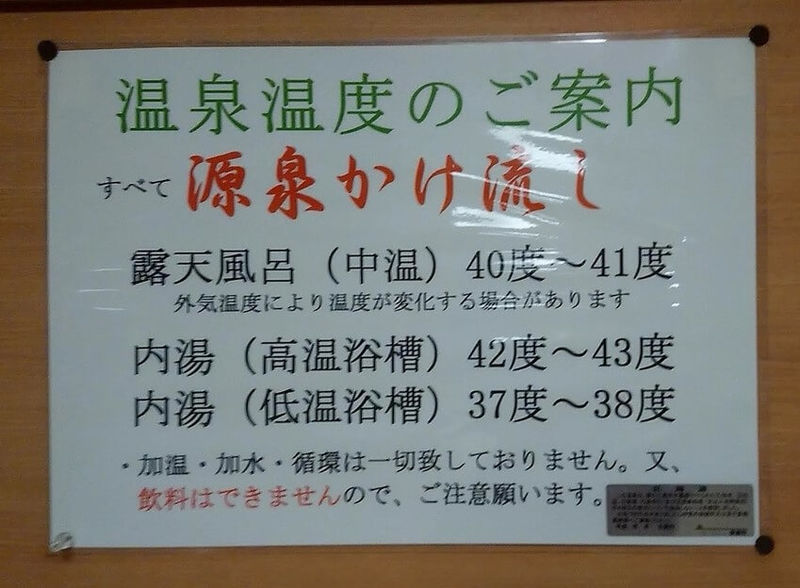 温泉温度のご案内
すべて 源泉かけ流し
露天風呂（中温）40度～41度
外気温度により温度が変化する場合があります
内湯（高温浴槽）42度～43度
内湯（低温浴槽）37度～38度
・加温・加水・循環は一切致しておりません。又、
飲料はできませんので、ご注意願います。